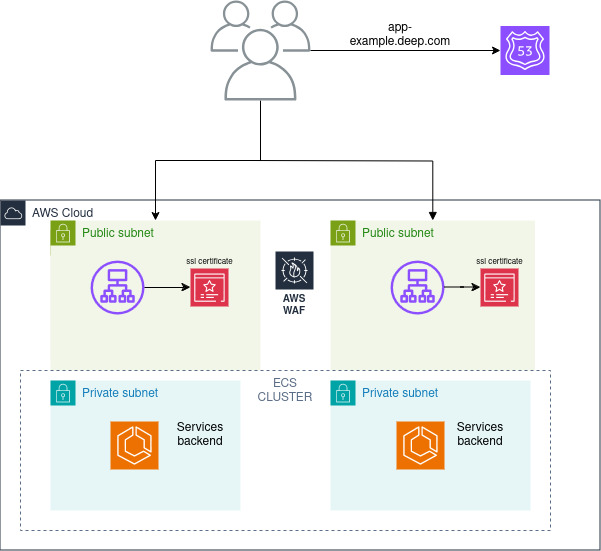 app-
example.deep.com
53
AWS Cloud
Public subnet
Public subnet
ssl certificate
ssl certificate
AWS
WAF
ECS
CLUSTER
Private subnet
Private subnet
Services
backend
Services
backend